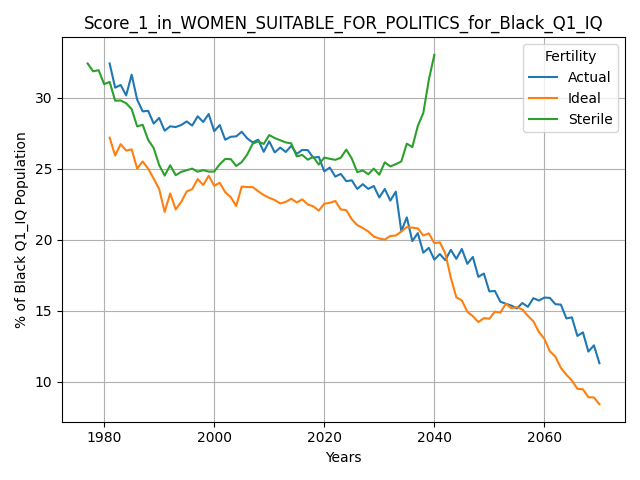 Score_1_in_WOMEN_SUITABLE_FOR_POLITICS_for_Black_Q1_IQ
% of Black Q1_IQ Population
30
25
20
15
10
Fertility
Actual
Ideal
Sterile
1980 2000 2020 2040 2060
Years